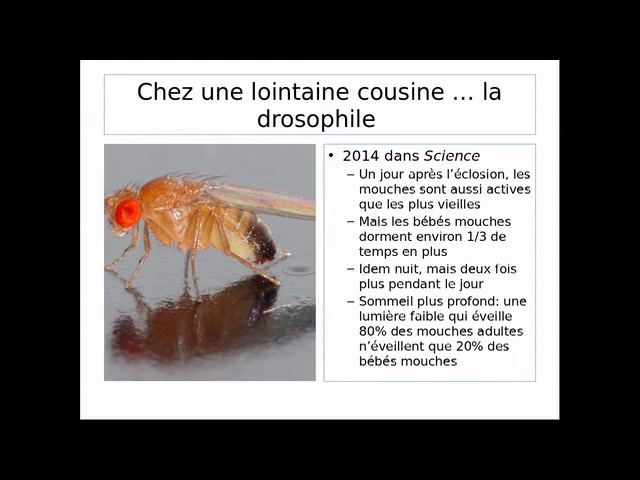 Chez une lointaine cousine … la
drosophile
• 2014 dans Science
– Un jour après l’éclosion, les
mouches sont aussi actives
que les plus vieilles
– Mais les bébés mouches
dorment environ 1/3 de
temps en plus
– Idem nuit, mais deux fois
plus pendant le jour
– Sommeil plus profond: une
lumière faible qui éveille
80% des mouches adultes
n’éveillent que 20% des
bébés mouches